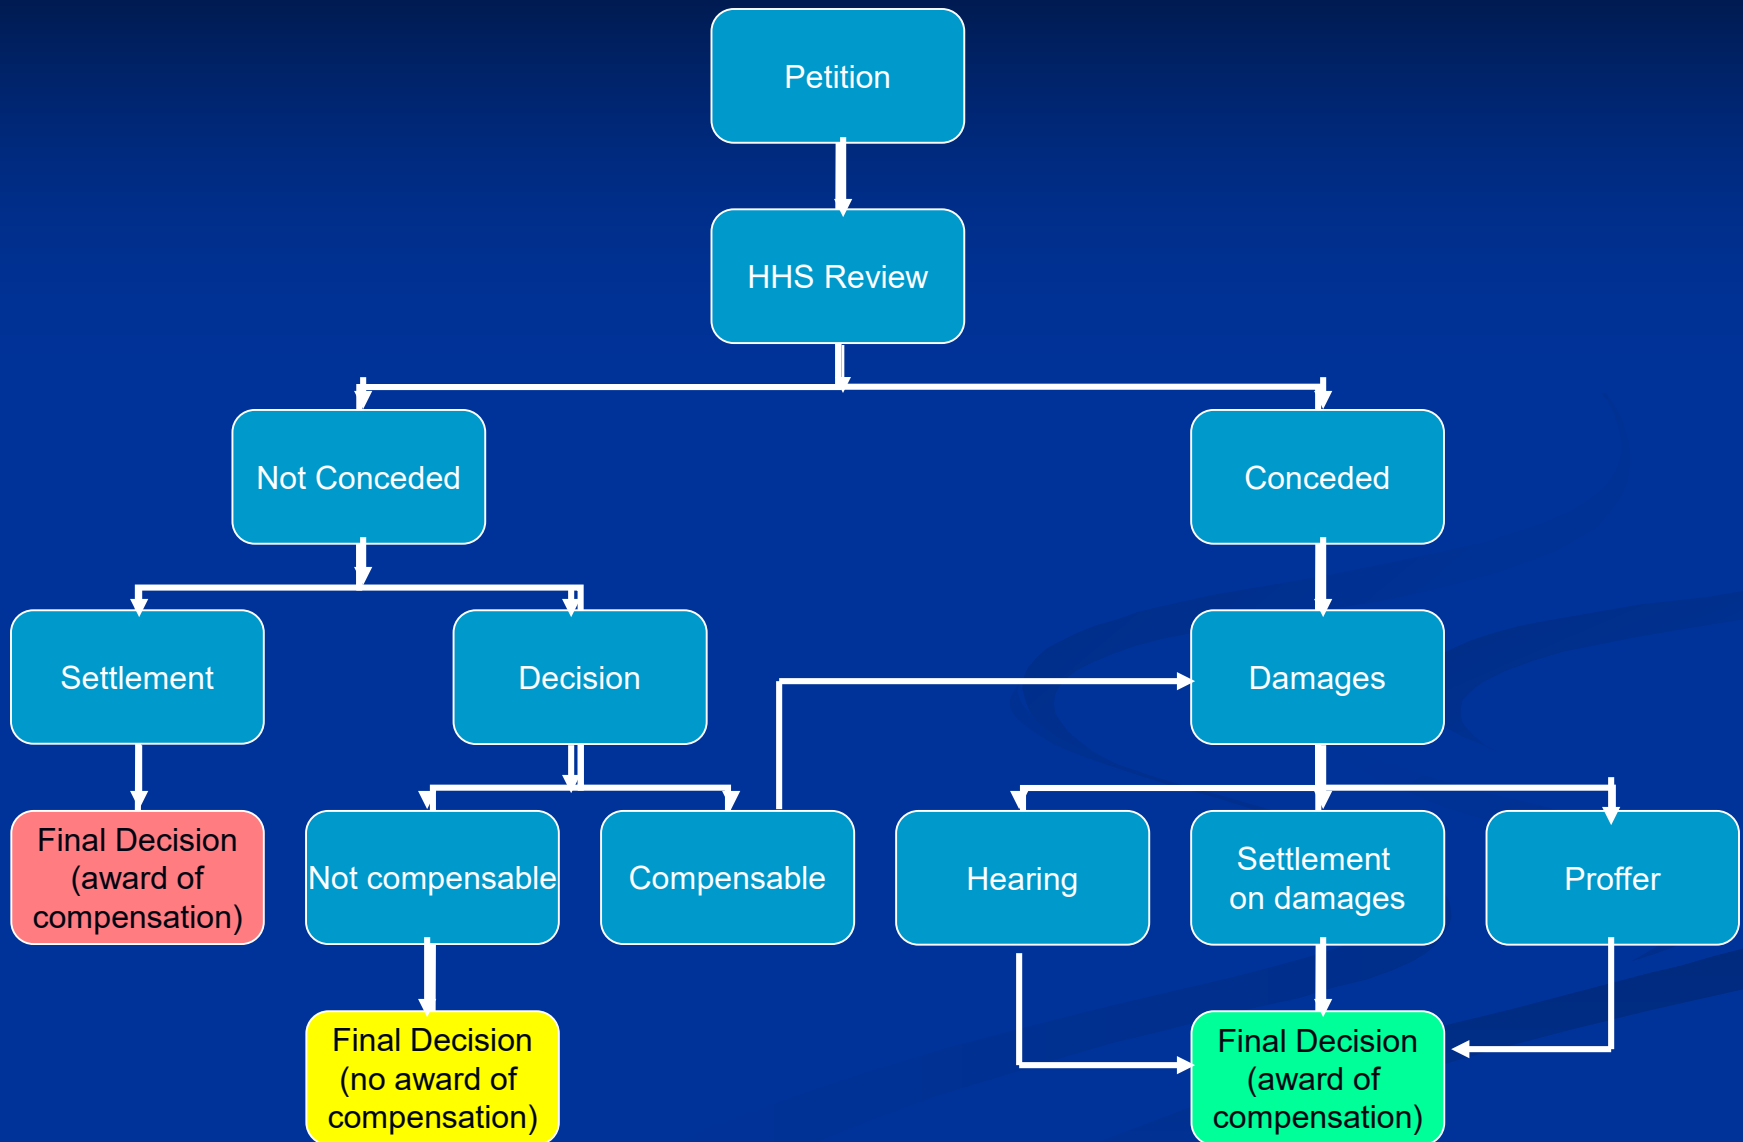 Petition
HHS Review
Not Conceded
Conceded
Settlement
Decision
Damages
Final Decision
(award of
compensation)
Not compensable
Compensable
Hearing
Settlement
on damages
Proffer
Final Decision
(no award of
compensation)
Final Decision
(award of
compensation)